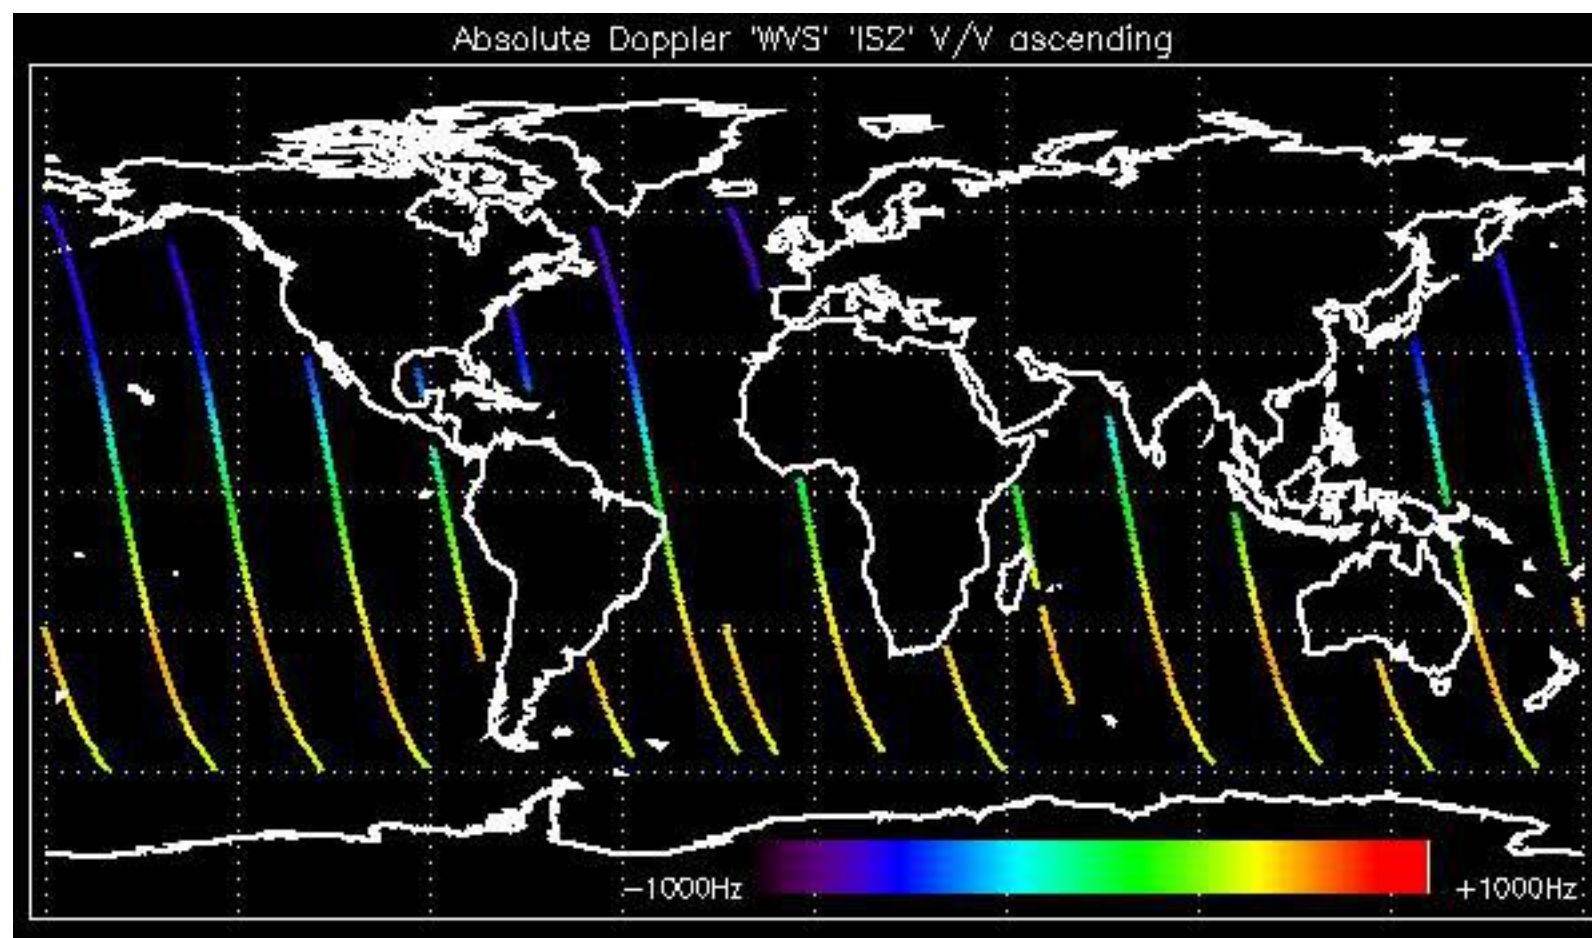 Absolute Doppler 'WVS' 'IS2' V/V ascending
−1000Hz
+1000Hz